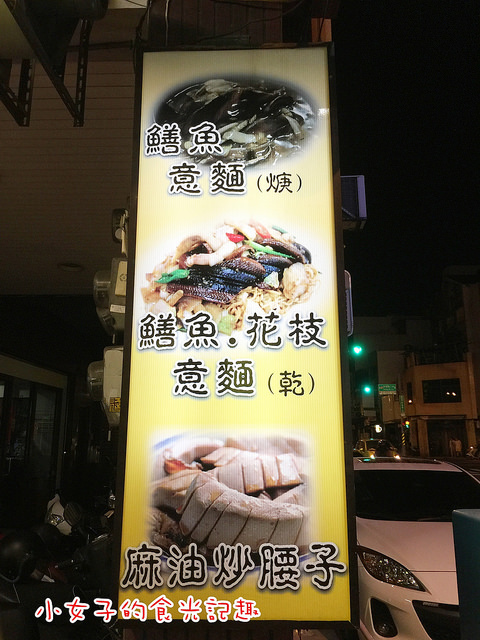 鱔魚
意麵(焿)
鱔魚.花枝
意麵(乾)
麻油炒腰子
小女子的食光記趣